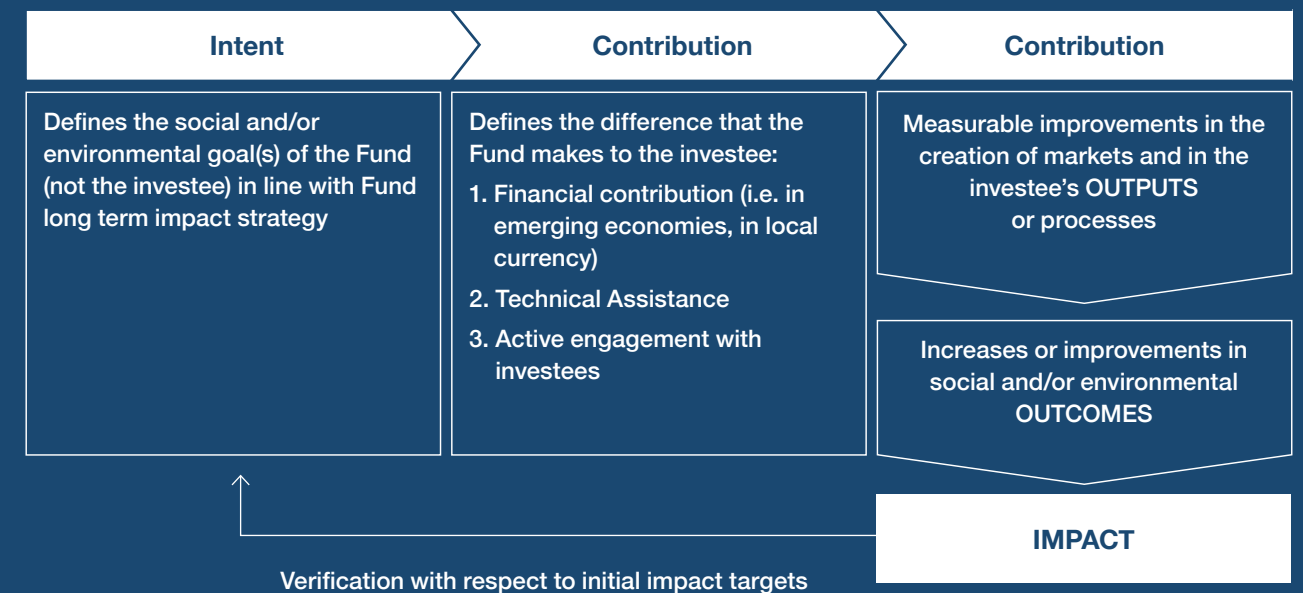 Intent
Contribution
Contribution
Defines the social and/or
environmental goal(s) of the Fund
(not the investee) in line with Fund
long term impact strategy
Defines the difference that the
Fund makes to the investee:
1. Financial contribution (i.e. in
emerging economies, in local
currency)
2. Technical Assistance
3. Active engagement with
investees
Measurable improvements in the
creation of markets and in the
investee’s OUTPUTS
or processes
Increases or improvements in
social and/or environmental
OUTCOMES
IMPACT
Verification with respect to initial impact targets